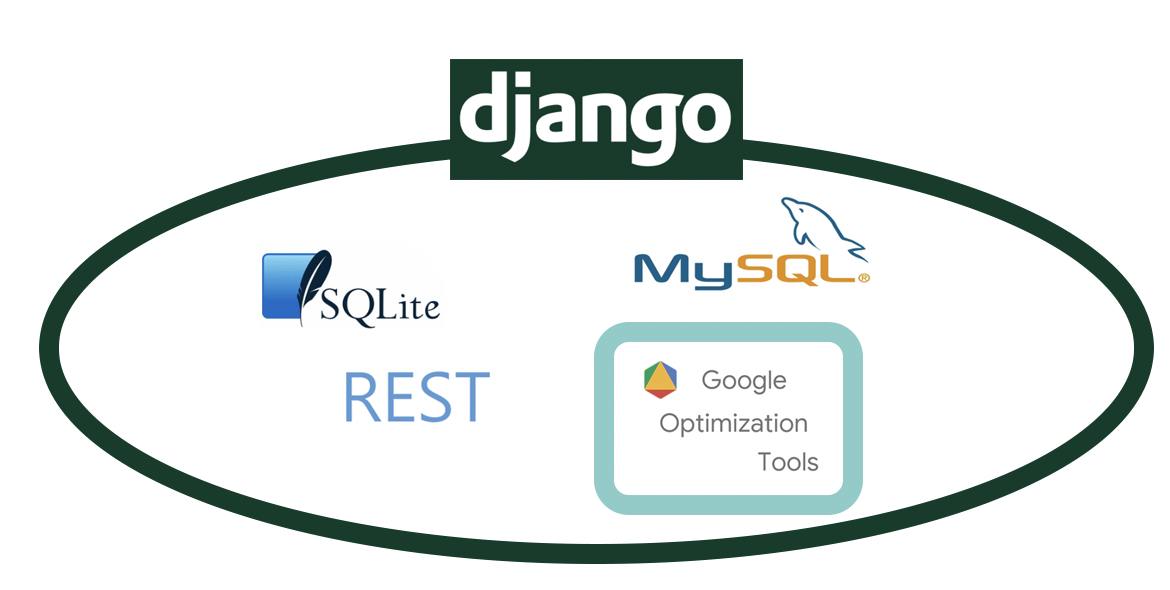 django
SQLite
MySQL®
REST
Google
Optimization
Tools